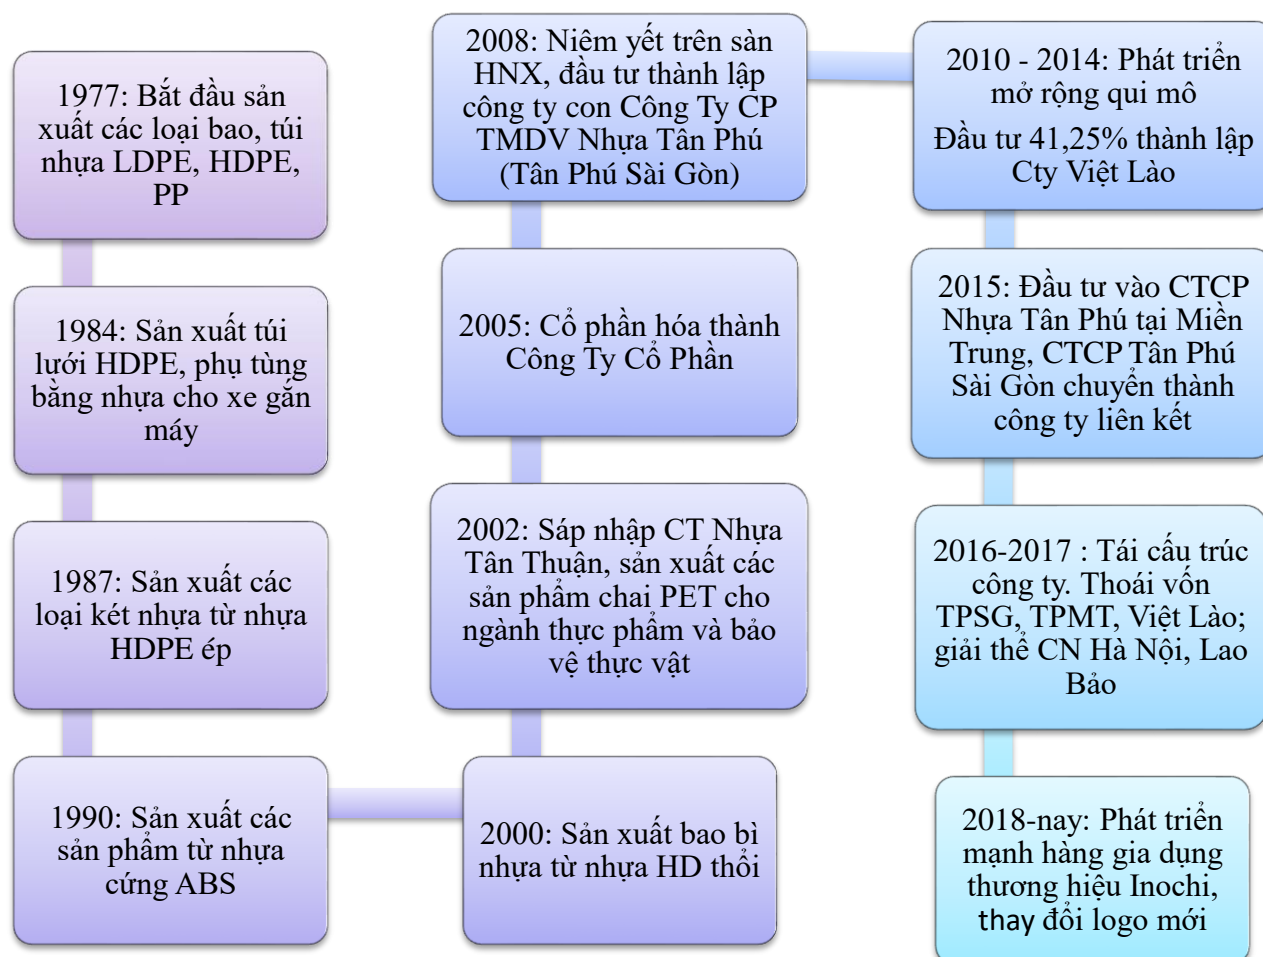 1977: Bắt đầu sản
xuất các loại bao, túi
nhựa LDPE, HDPE,
PP
1984: Sản xuất túi
lưới HDPE, phụ tùng
bằng nhựa cho xe gắn
máy
1987: Sản xuất các
loại két nhựa từ nhựa
HDPE ép
1990: Sản xuất các
sản phẩm từ nhựa
cứng ABS
2000: Sản xuất bao bì
nhựa từ nhựa HD thổi
2002: Sáp nhập CT Nhựa
Tân Thuận, sản xuất các
sản phẩm chai PET cho
ngành thực phẩm và bảo
vệ thực vật
2005: Cổ phần hóa thành
Công Ty Cổ Phần
2008: Niêm yết trên sàn
HNX, đầu tư thành lập
công ty con Công Ty CP
TMDV Nhựa Tân Phú
(Tân Phú Sài Gòn)
2010 - 2014: Phát triển
mở rộng qui mô
Đầu tư 41,25% thành lập
Cty Việt Lào
2015: Đầu tư vào CTCP
Nhựa Tân Phú tại Miền
Trung, CTCP Tân Phú
Sài Gòn chuyển thành
công ty liên kết
2016-2017 : Tái cấu trúc
công ty. Thoái vốn
TPSG, TPMT, Việt Lào;
giải thể CN Hà Nội, Lao
Bảo
2018-nay: Phát triển
mạnh hàng gia dụng
thương hiệu Inochi,
thay đổi logo mới